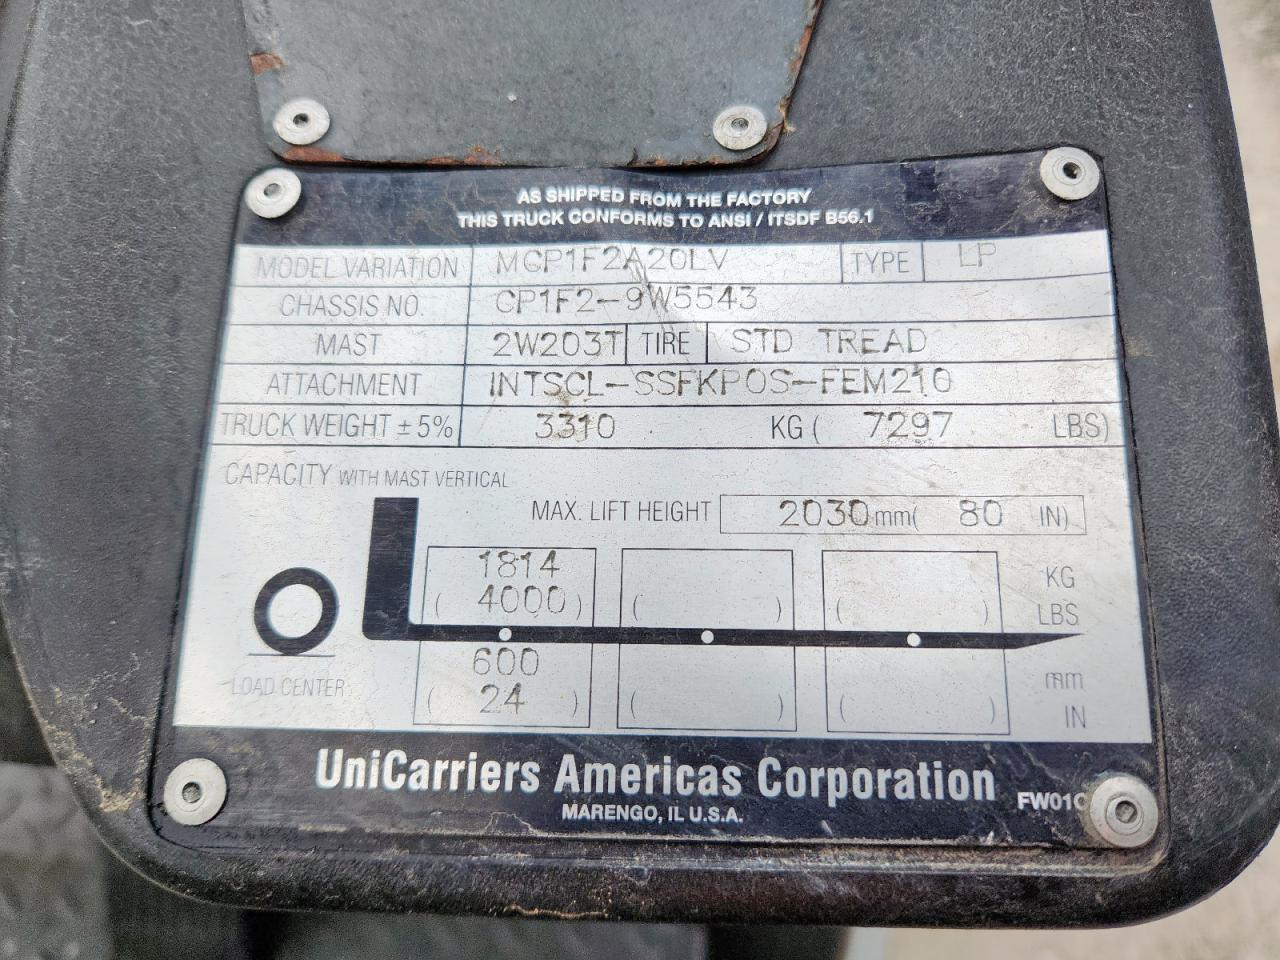 AS SHIPPED FROM THE FACTORY
THIS TRUCK CONFORMS TO ANSI / ITSDF B56.1
MODEL VARIATION MCP1F2A20LV TYPE LP
CHASSIS NO. CP1F2-9W5543
MAST 2W203T TIRE STD TREAD
ATTACHMENT INTSCL-SSFKPOS-FEM210
TRUCK WEIGHT ± 5% 3310 KG ( 7297 LBS)
CAPACITY WITH MAST VERTICAL
MAX. LIFT HEIGHT 2030 mm( 80 IN)
1814 KG
( 4000 ) ( ) ( ) LBS
LOAD CENTER 600 mm
( 24 ) ( ) ( ) IN
UniCarriers Americas Corporation
MARENGO, IL U.S.A.